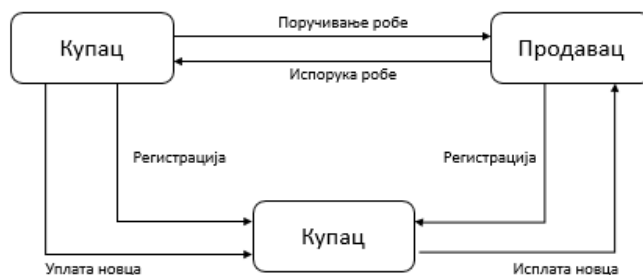 Поручивање робе
Купац
Продавац
Испорука робе
Регистрација
Регистрација
Купац
Уплата новца
Исплата новца